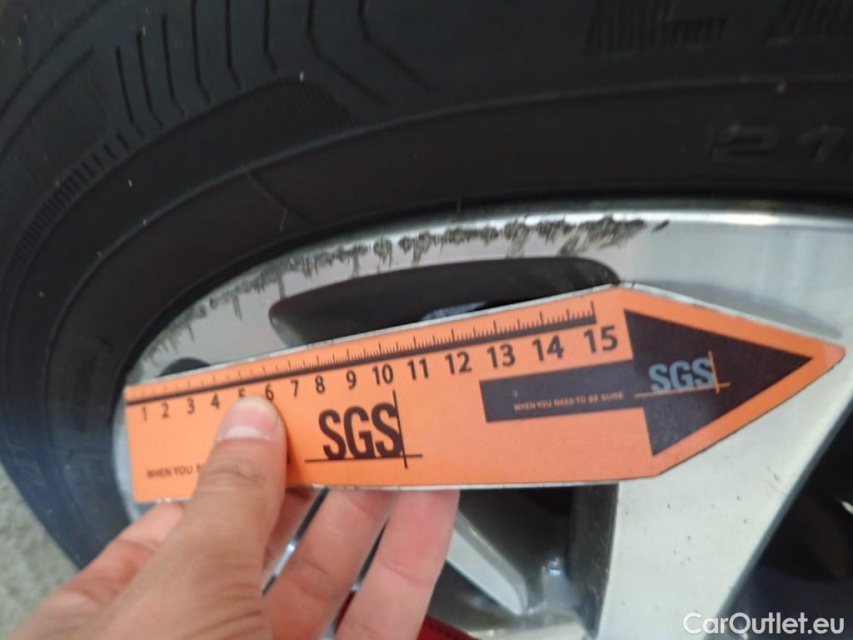 21
1 2 3 4 5 6 7 8 9 10 11 12 13 14 15
SGS
WHEN YOU NEED TO BE SURE
SGS
WHEN YOU
CarOutlet.eu